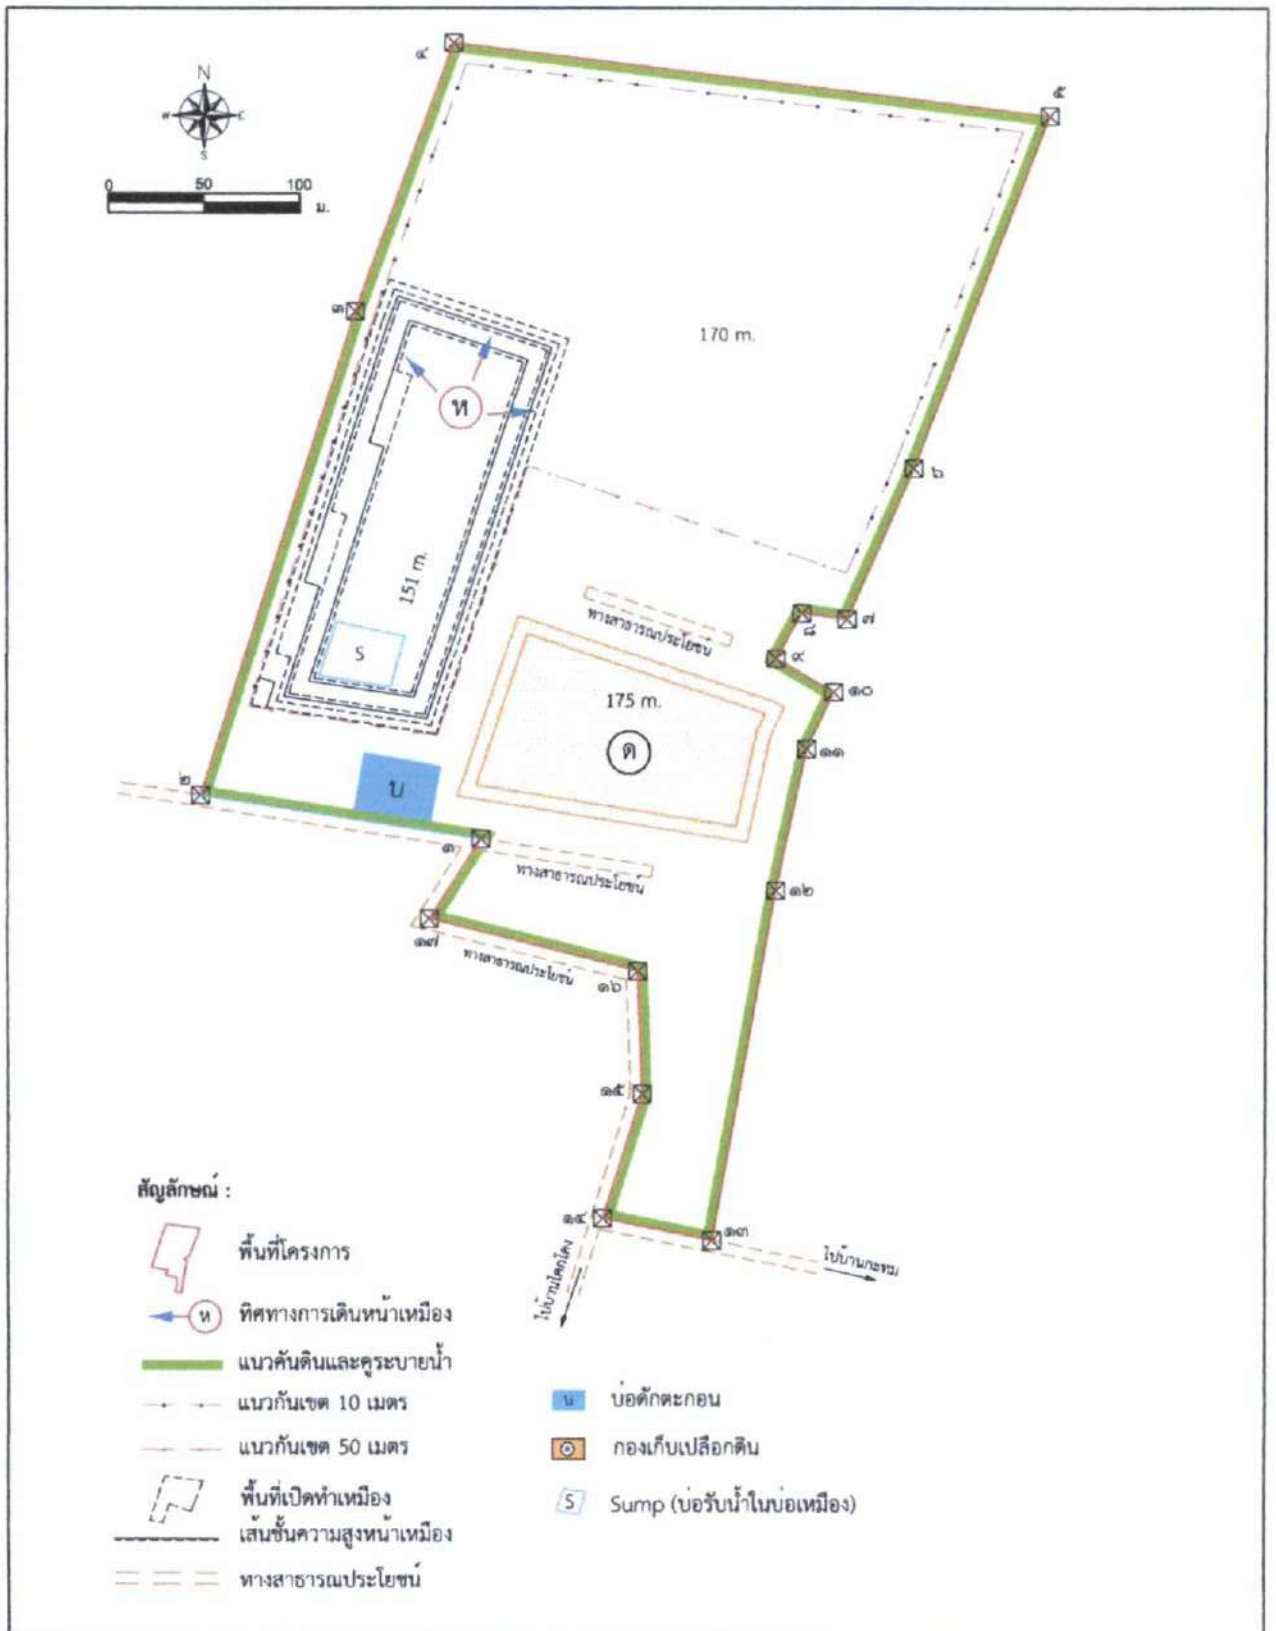 ๔
๕
N
W E
S
0 50 100
ม.
๓
170 m.
ห
๖
151 m.
ทางสาธารณประโยชน์
๘
๗
S
๙
๑๐
175 m.
ด
๑๑
๒
บ
๑
ทางสาธารณประโยชน์
๑๒
๑๗
ทางสาธารณประโยชน์
๑๖
๑๕
สัญลักษณ์ :
๑๔
๑๓
พื้นที่โครงการ
ไปบ้านโคกโคง
ไปบ้านกะทม
ห
ทิศทางการเดินหน้าเหมือง
แนวคันดินและคูระบายน้ำ
แนวกันเขต 10 เมตร
บ
บ่อดักตะกอน
แนวกันเขต 50 เมตร
กองเก็บเปลือกดิน
พื้นที่เปิดทำเหมือง
S
Sump (บ่อรับน้ำในบ่อเหมือง)
เส้นชั้นความสูงหน้าเหมือง
ทางสาธารณประโยชน์